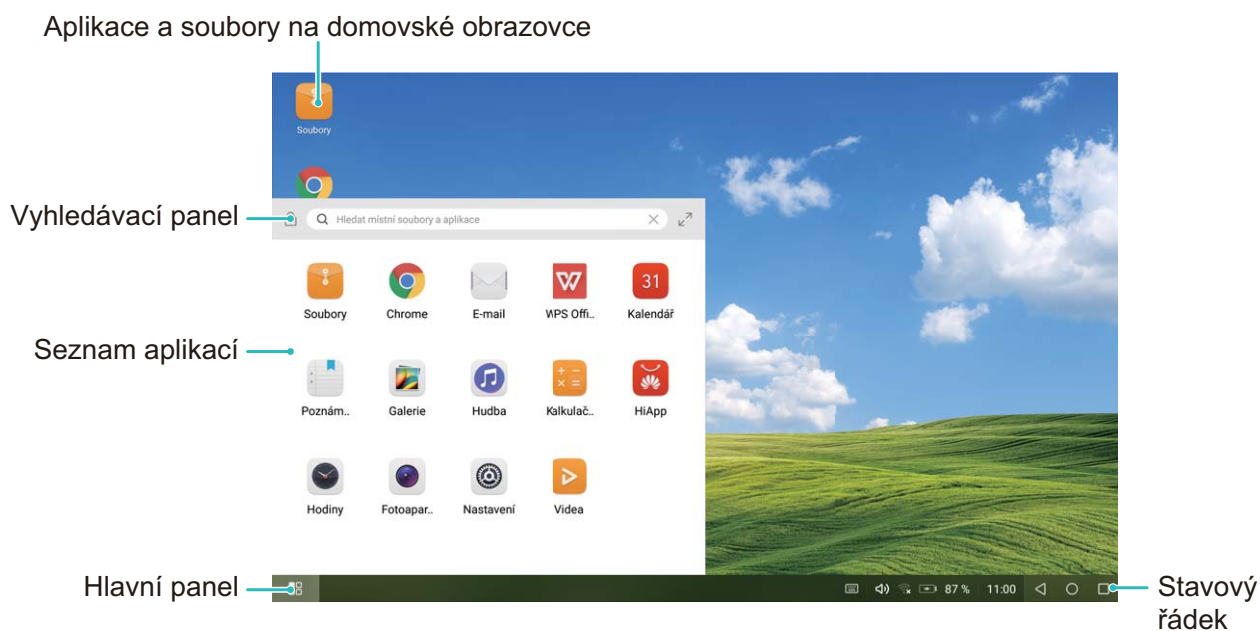 Aplikace a soubory na domovské obrazovce
Soubory
Vyhledávací panel
Hledat místní soubory a aplikace
31
Soubory
Chrome
E-mail
WPS Offi..
Kalendář
Seznam aplikací
Poznám..
Galerie
Hudba
Kalkulač..
HiApp
Hodiny
Fotoapar..
Nastavení
Videa
Hlavní panel
87 %
11:00
Stavový
řádek